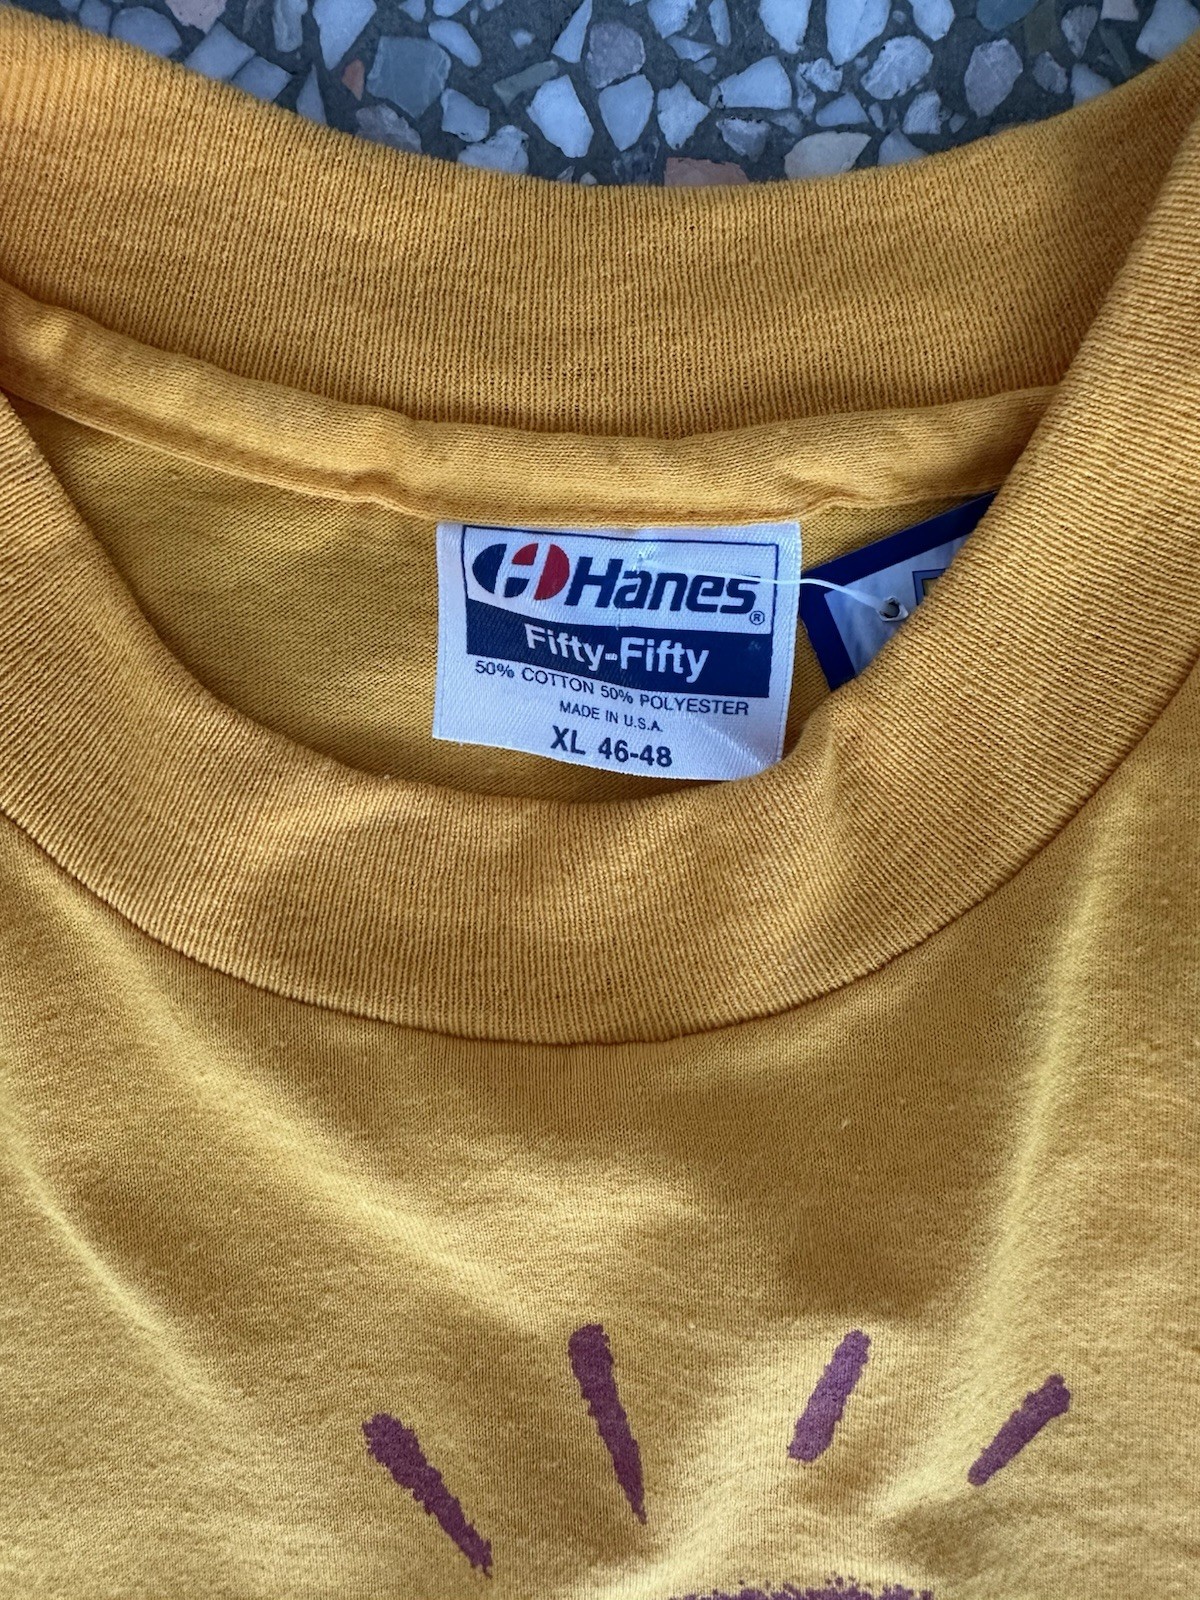 Hanes®
Fifty-Fifty
50% COTTON 50% POLYESTER
MADE IN U.S.A.
XL 46-48